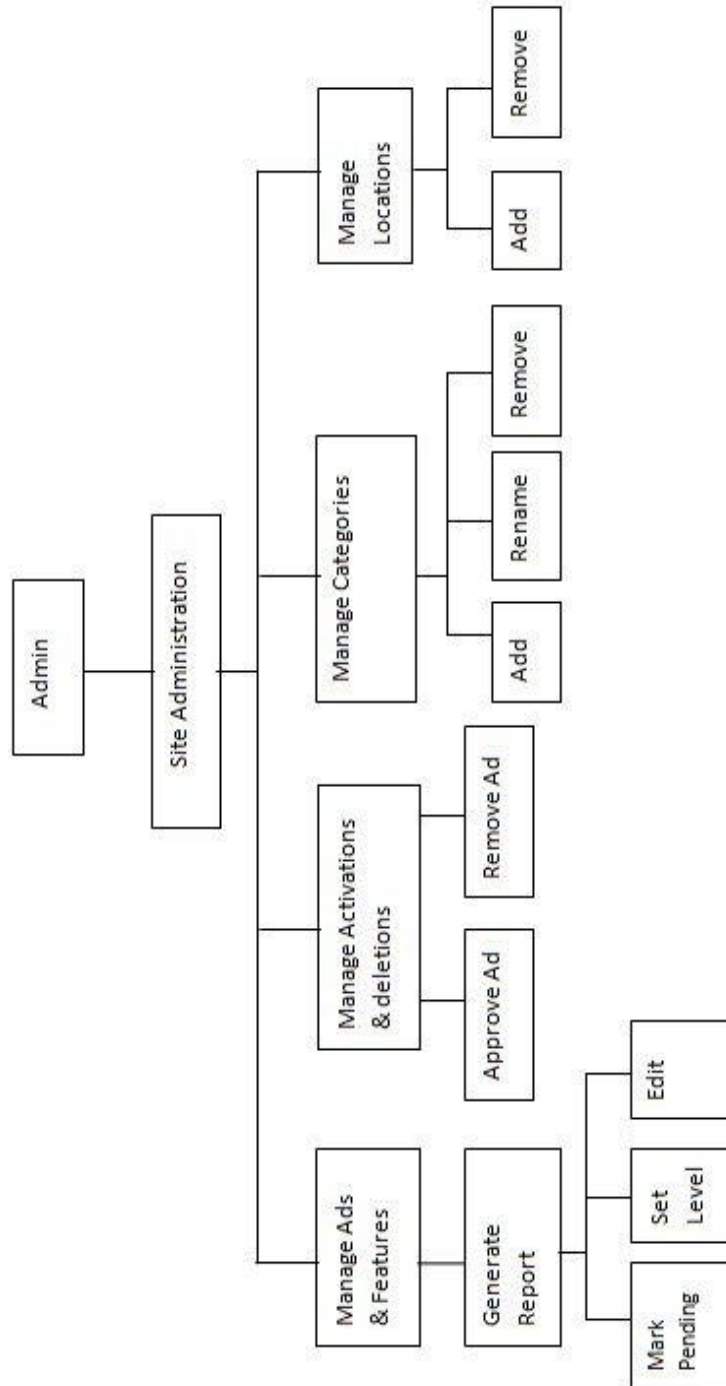 Admin
Site Administration
Manage Ads
& Features
Manage Activations
& deletions
Manage Categories
Manage
Locations
Generate
Report
Approve Ad
Remove Ad
Add
Rename
Remove
Add
Remove
Mark
Pending
Set
Level
Edit